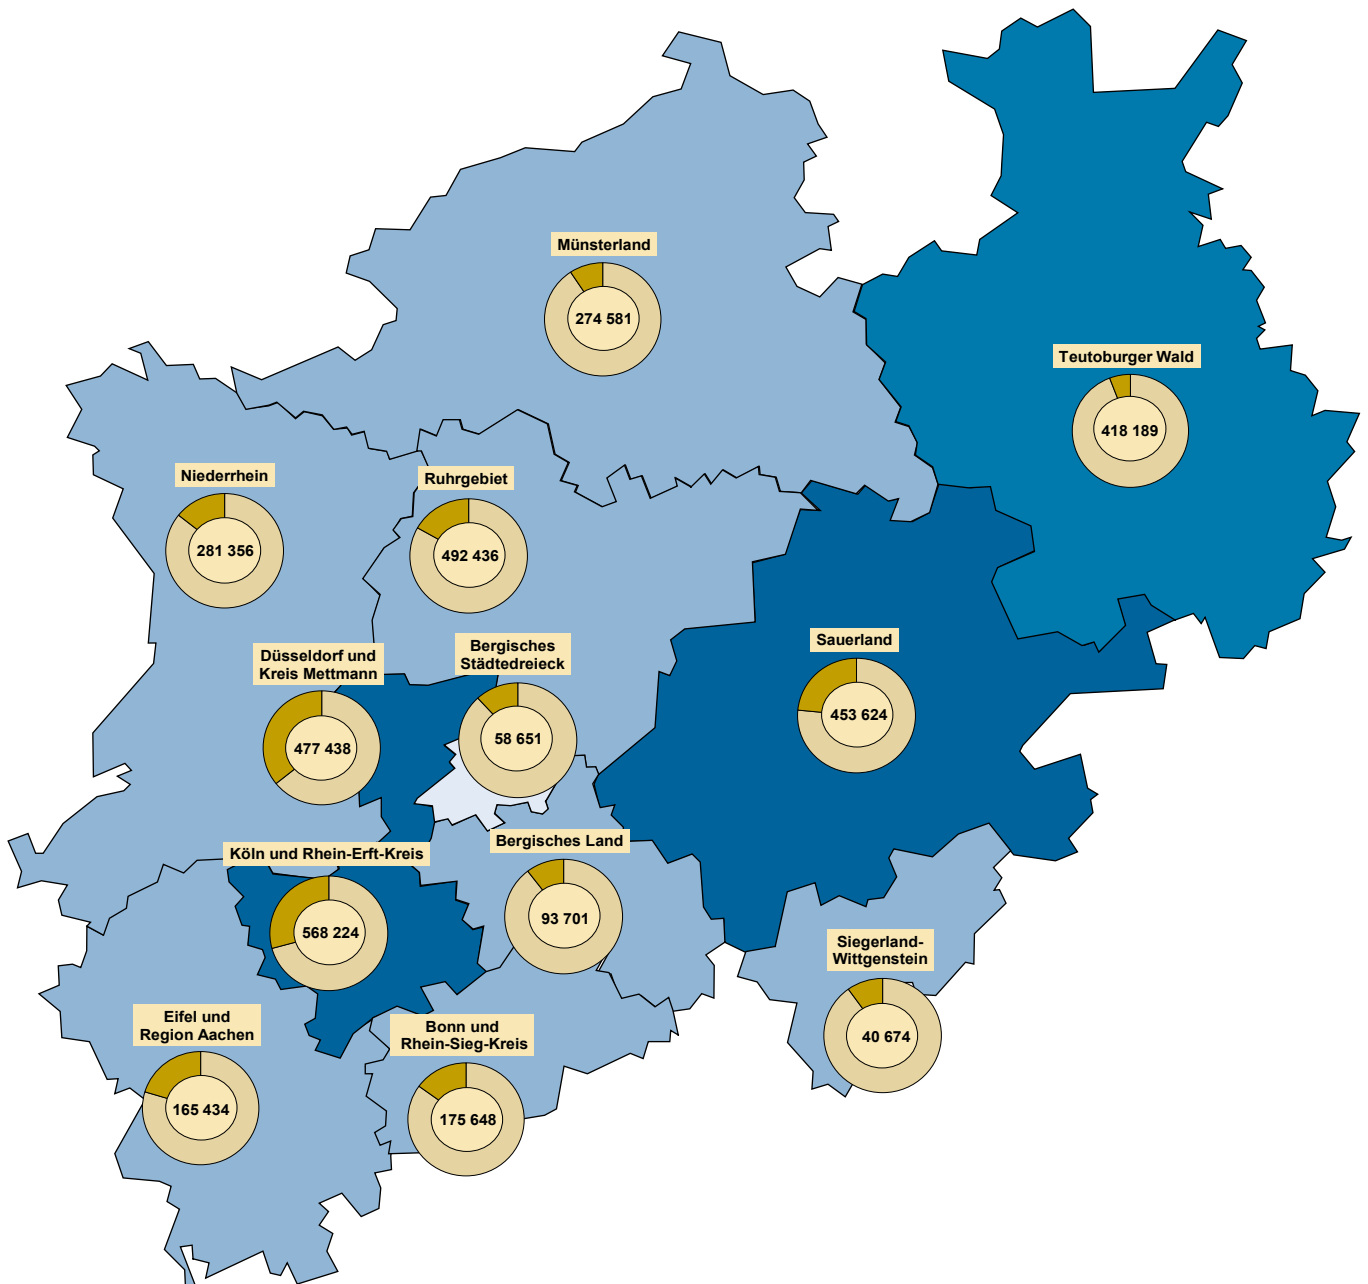 Münsterland
274 581
Teutoburger Wald
418 189
Niederrhein
281 356
Ruhrgebiet
492 436
Düsseldorf und
Kreis Mettmann
477 438
Bergisches
Städtedreieck
58 651
Sauerland
453 624
Köln und Rhein-Erft-Kreis
568 224
Bergisches Land
93 701
Siegerland-
Wittgenstein
40 674
Eifel und
Region Aachen
165 434
Bonn und
Rhein-Sieg-Kreis
175 648